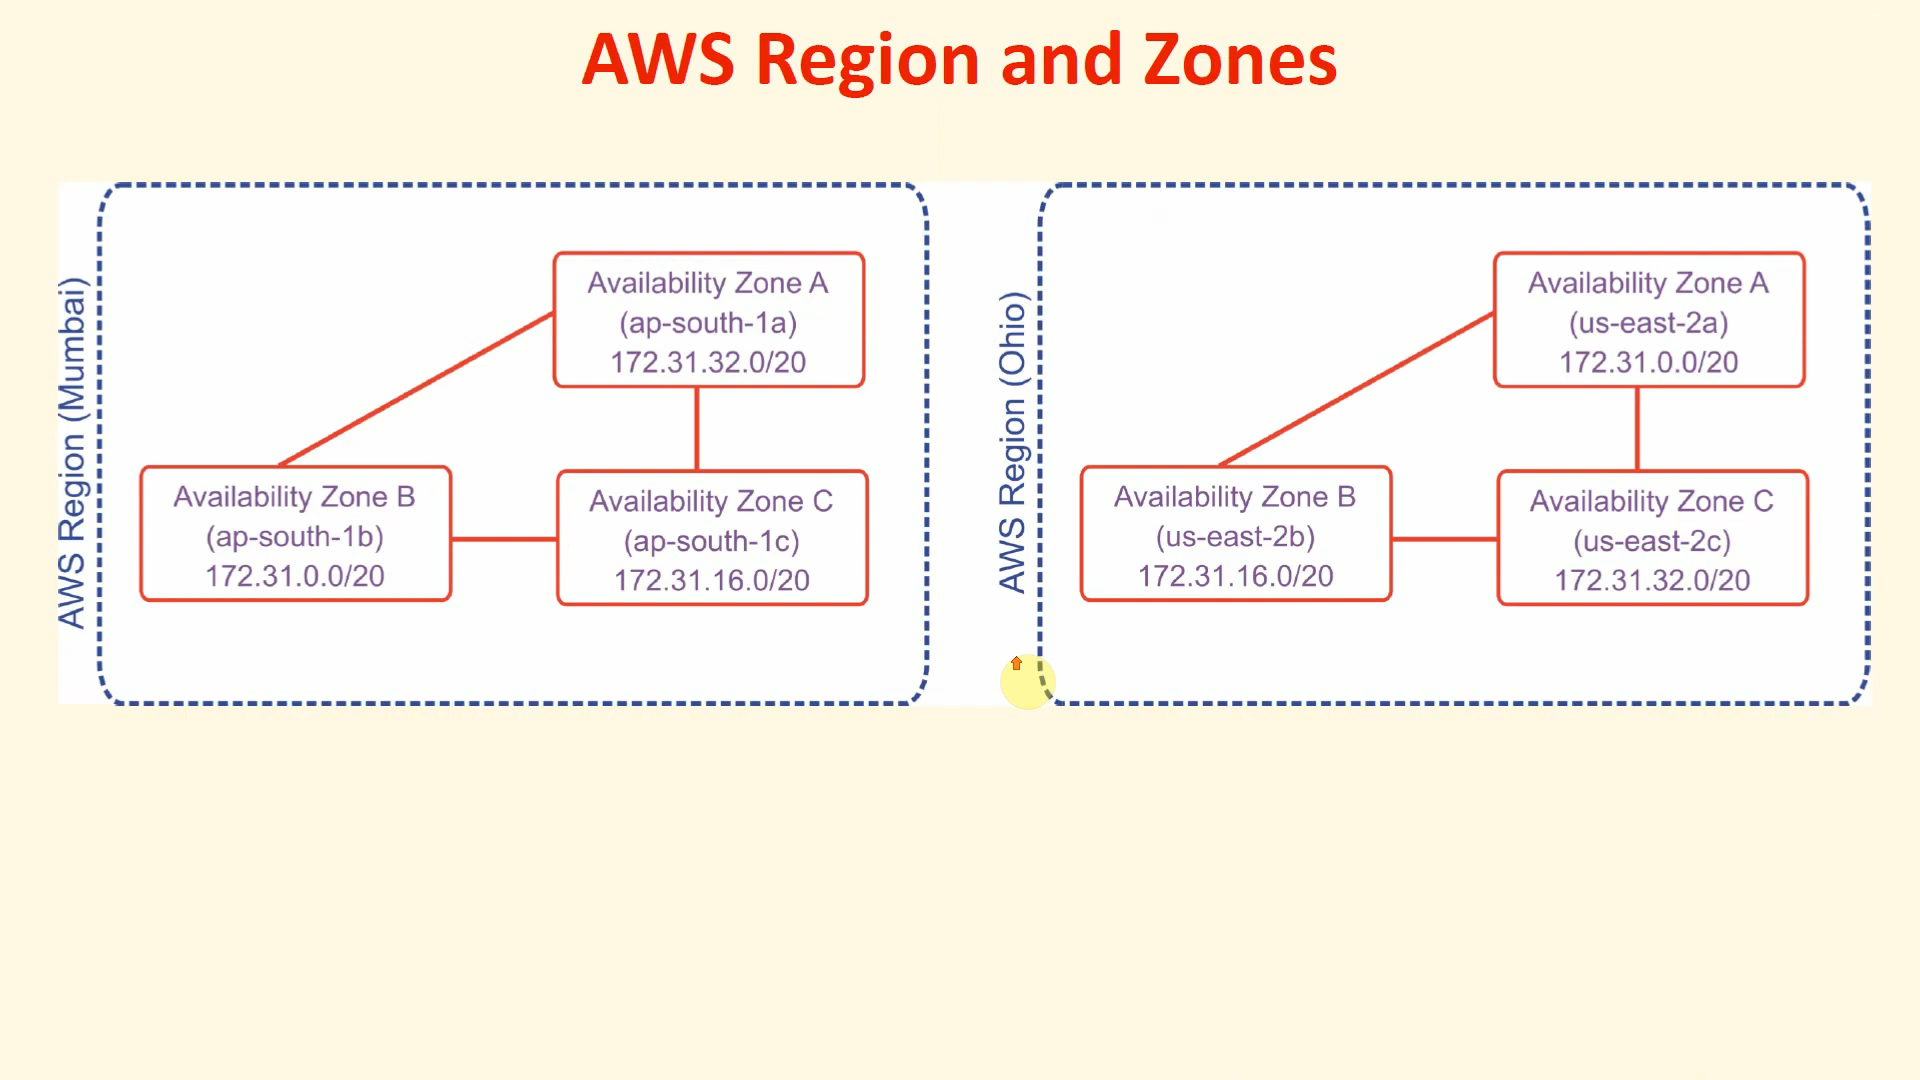 AWS Region and Zones
AWS Region (Mumbai)
Availability Zone A
(ap-south-1a)
172.31.32.0/20
Availability Zone B
(ap-south-1b)
172.31.0.0/20
Availability Zone C
(ap-south-1c)
172.31.16.0/20
AWS Region (Ohio)
Availability Zone A
(us-east-2a)
172.31.0.0/20
Availability Zone B
(us-east-2b)
172.31.16.0/20
Availability Zone C
(us-east-2c)
172.31.32.0/20